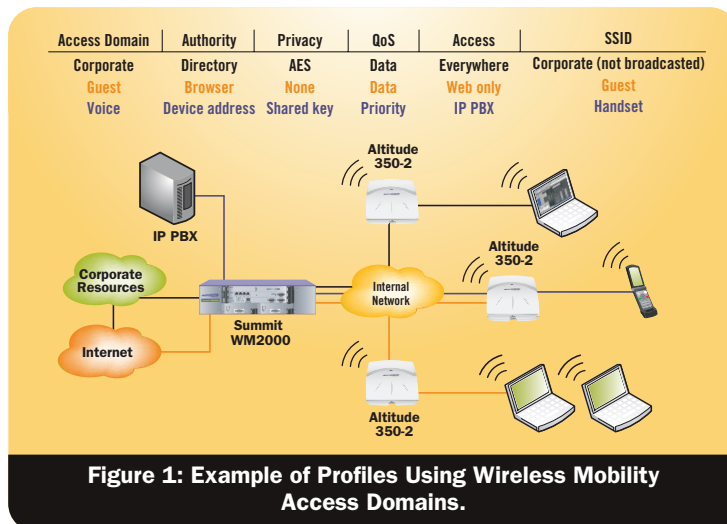 Access Domain Authority Privacy QoS Access SSID
Corporate Directory AES Data Everywhere Corporate (not broadcasted)
Guest Browser None Data Web only Guest
Voice Device address Shared key Priority IP PBX Handset
Altitude
350-2
IP PBX
Altitude
350-2
Corporate
Resources
Internal
Network
Summit
WM2000
Internet
Altitude
350-2
Figure 1: Example of Profiles Using Wireless Mobility
Access Domains.